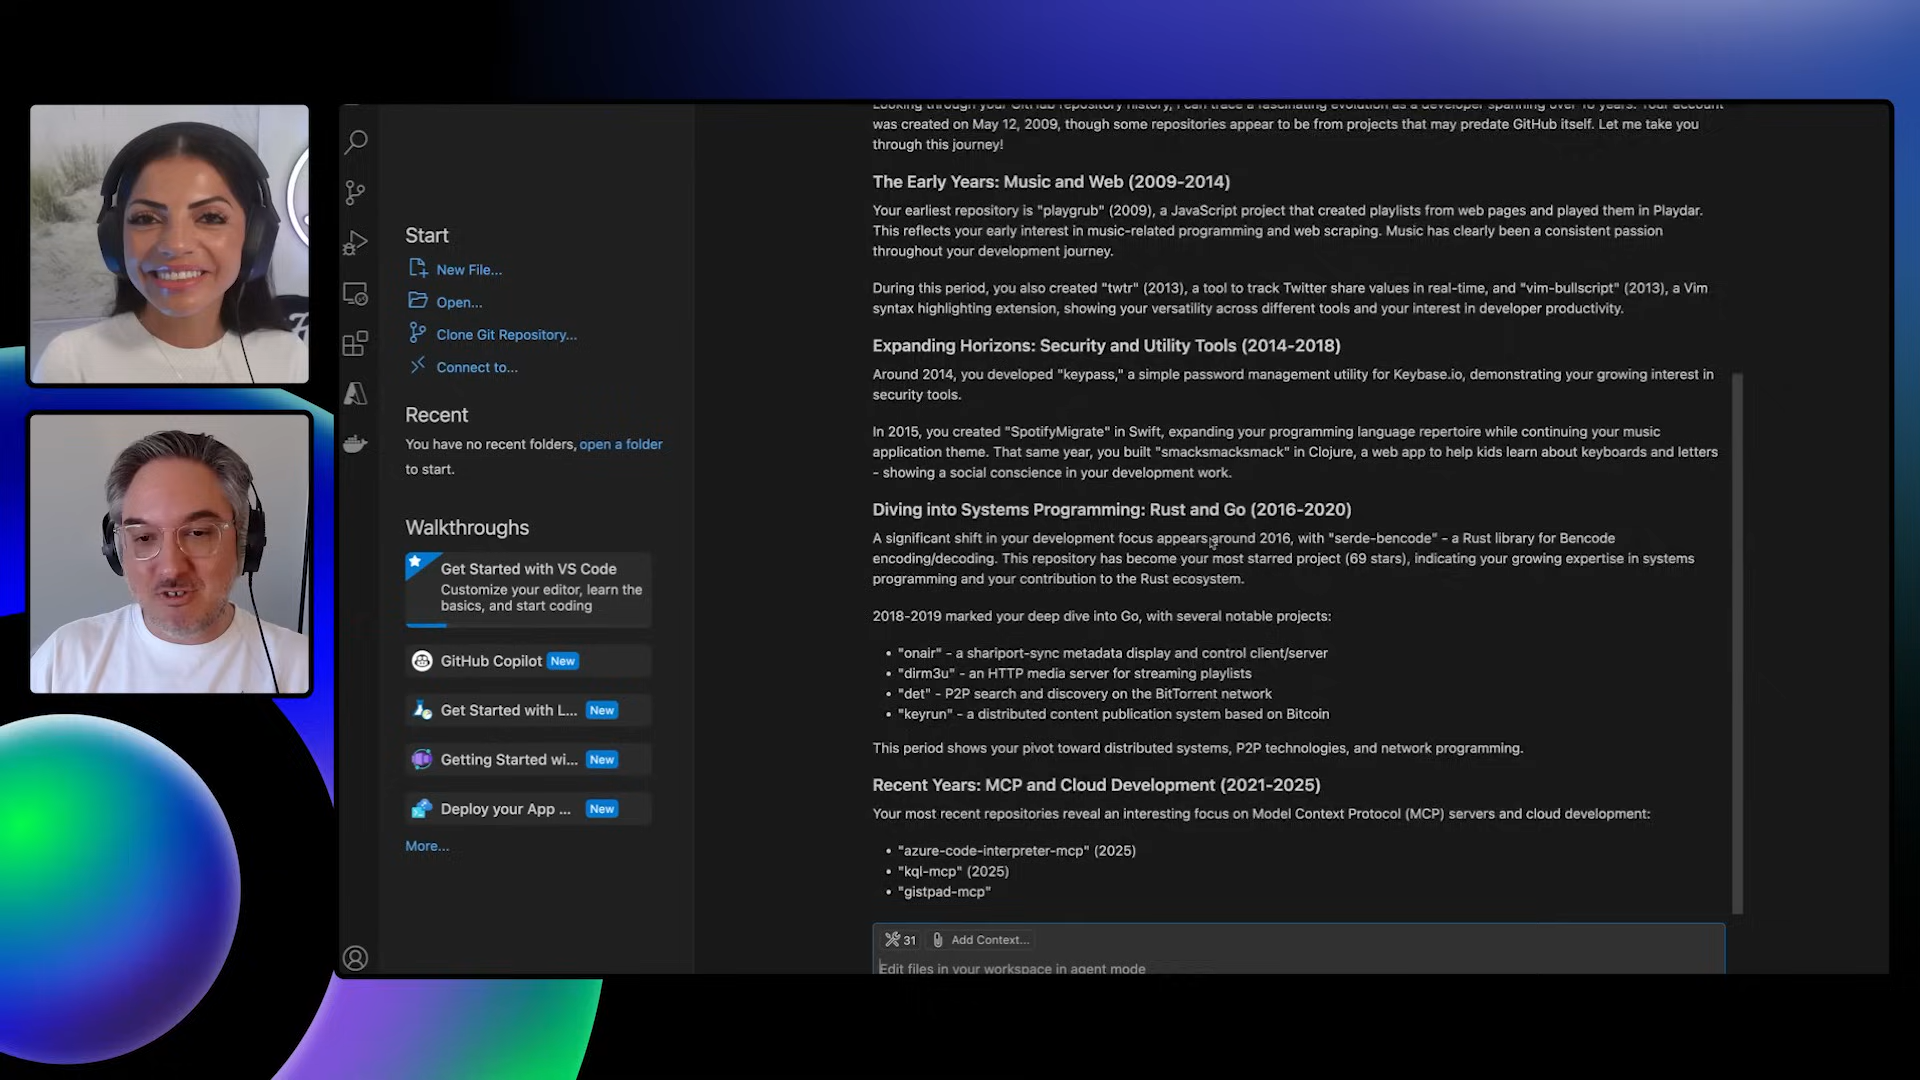 Start
New File...
Open...
Clone Git Repository...
Connect to...
Recent
You have no recent folders, open a folder
to start.
Walkthroughs
Get Started with VS Code
Customize your editor, learn the
basics, and start coding
GitHub Copilot New
Get Started with L... New
Getting Started wi... New
Deploy your App ... New
More...
Looking through your GitHub repository history, I can trace a fascinating evolution as a developer spanning over 16 years. Your account
was created on May 12, 2009, though some repositories appear to be from projects that may predate GitHub itself. Let me take you
through this journey!
The Early Years: Music and Web (2009-2014)
Your earliest repository is "playgrub" (2009), a JavaScript project that created playlists from web pages and played them in Playdar.
This reflects your early interest in music-related programming and web scraping. Music has clearly been a consistent passion
throughout your development journey.
During this period, you also created "twtr" (2013), a tool to track Twitter share values in real-time, and "vim-bullscript" (2013), a Vim
syntax highlighting extension, showing your versatility across different tools and your interest in developer productivity.
Expanding Horizons: Security and Utility Tools (2014-2018)
Around 2014, you developed "keypass," a simple password management utility for Keybase.io, demonstrating your growing interest in
security tools.
In 2015, you created "SpotifyMigrate" in Swift, expanding your programming language repertoire while continuing your music
application theme. That same year, you built "smacksmacksmack" in Clojure, a web app to help kids learn about keyboards and letters
- showing a social conscience in your development work.
Diving into Systems Programming: Rust and Go (2016-2020)
A significant shift in your development focus appears around 2016, with "serde-bencode" - a Rust library for Bencode
encoding/decoding. This repository has become your most starred project (69 stars), indicating your growing expertise in systems
programming and your contribution to the Rust ecosystem.
2018-2019 marked your deep dive into Go, with several notable projects:
• "onair" - a shariport-sync metadata display and control client/server
• "dirm3u" - an HTTP media server for streaming playlists
• "det" - P2P search and discovery on the BitTorrent network
• "keyrun" - a distributed content publication system based on Bitcoin
This period shows your pivot toward distributed systems, P2P technologies, and network programming.
Recent Years: MCP and Cloud Development (2021-2025)
Your most recent repositories reveal an interesting focus on Model Context Protocol (MCP) servers and cloud development:
• "azure-code-interpreter-mcp" (2025)
• "kql-mcp" (2025)
• "gistpad-mcp"
31 Add Context...
Edit files in your workspace in agent mode